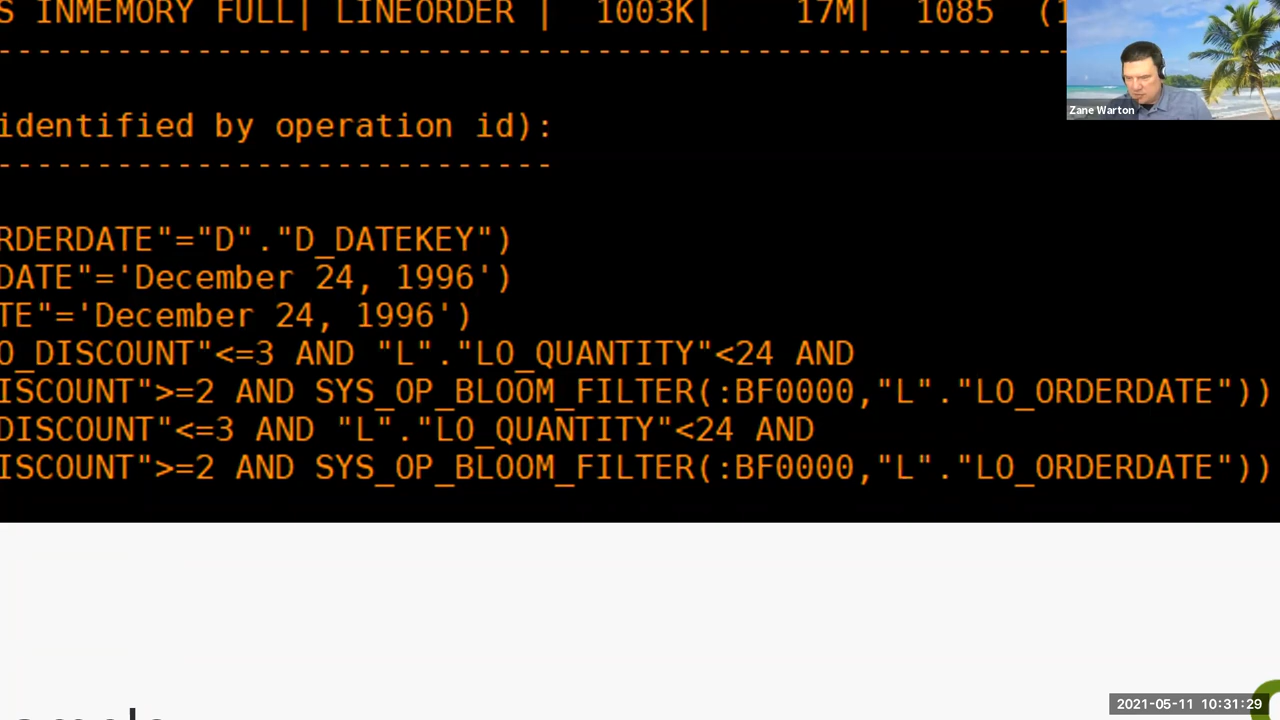 S INMEMORY FULL| LINEORDER | 1003K| 17M| 1085 (1
Zane Warton
identified by operation id):
RDERDATE"="D"."D_DATEKEY")
DATE"='December 24, 1996')
TE"='December 24, 1996')
O_DISCOUNT"<=3 AND "L"."LO_QUANTITY"<24 AND
ISCOUNT">=2 AND SYS_OP_BLOOM_FILTER(:BF0000,"L"."LO_ORDERDATE"))
DISCOUNT"<=3 AND "L"."LO_QUANTITY"<24 AND
ISCOUNT">=2 AND SYS_OP_BLOOM_FILTER(:BF0000,"L"."LO_ORDERDATE"))
2021-05-11 10:31:29